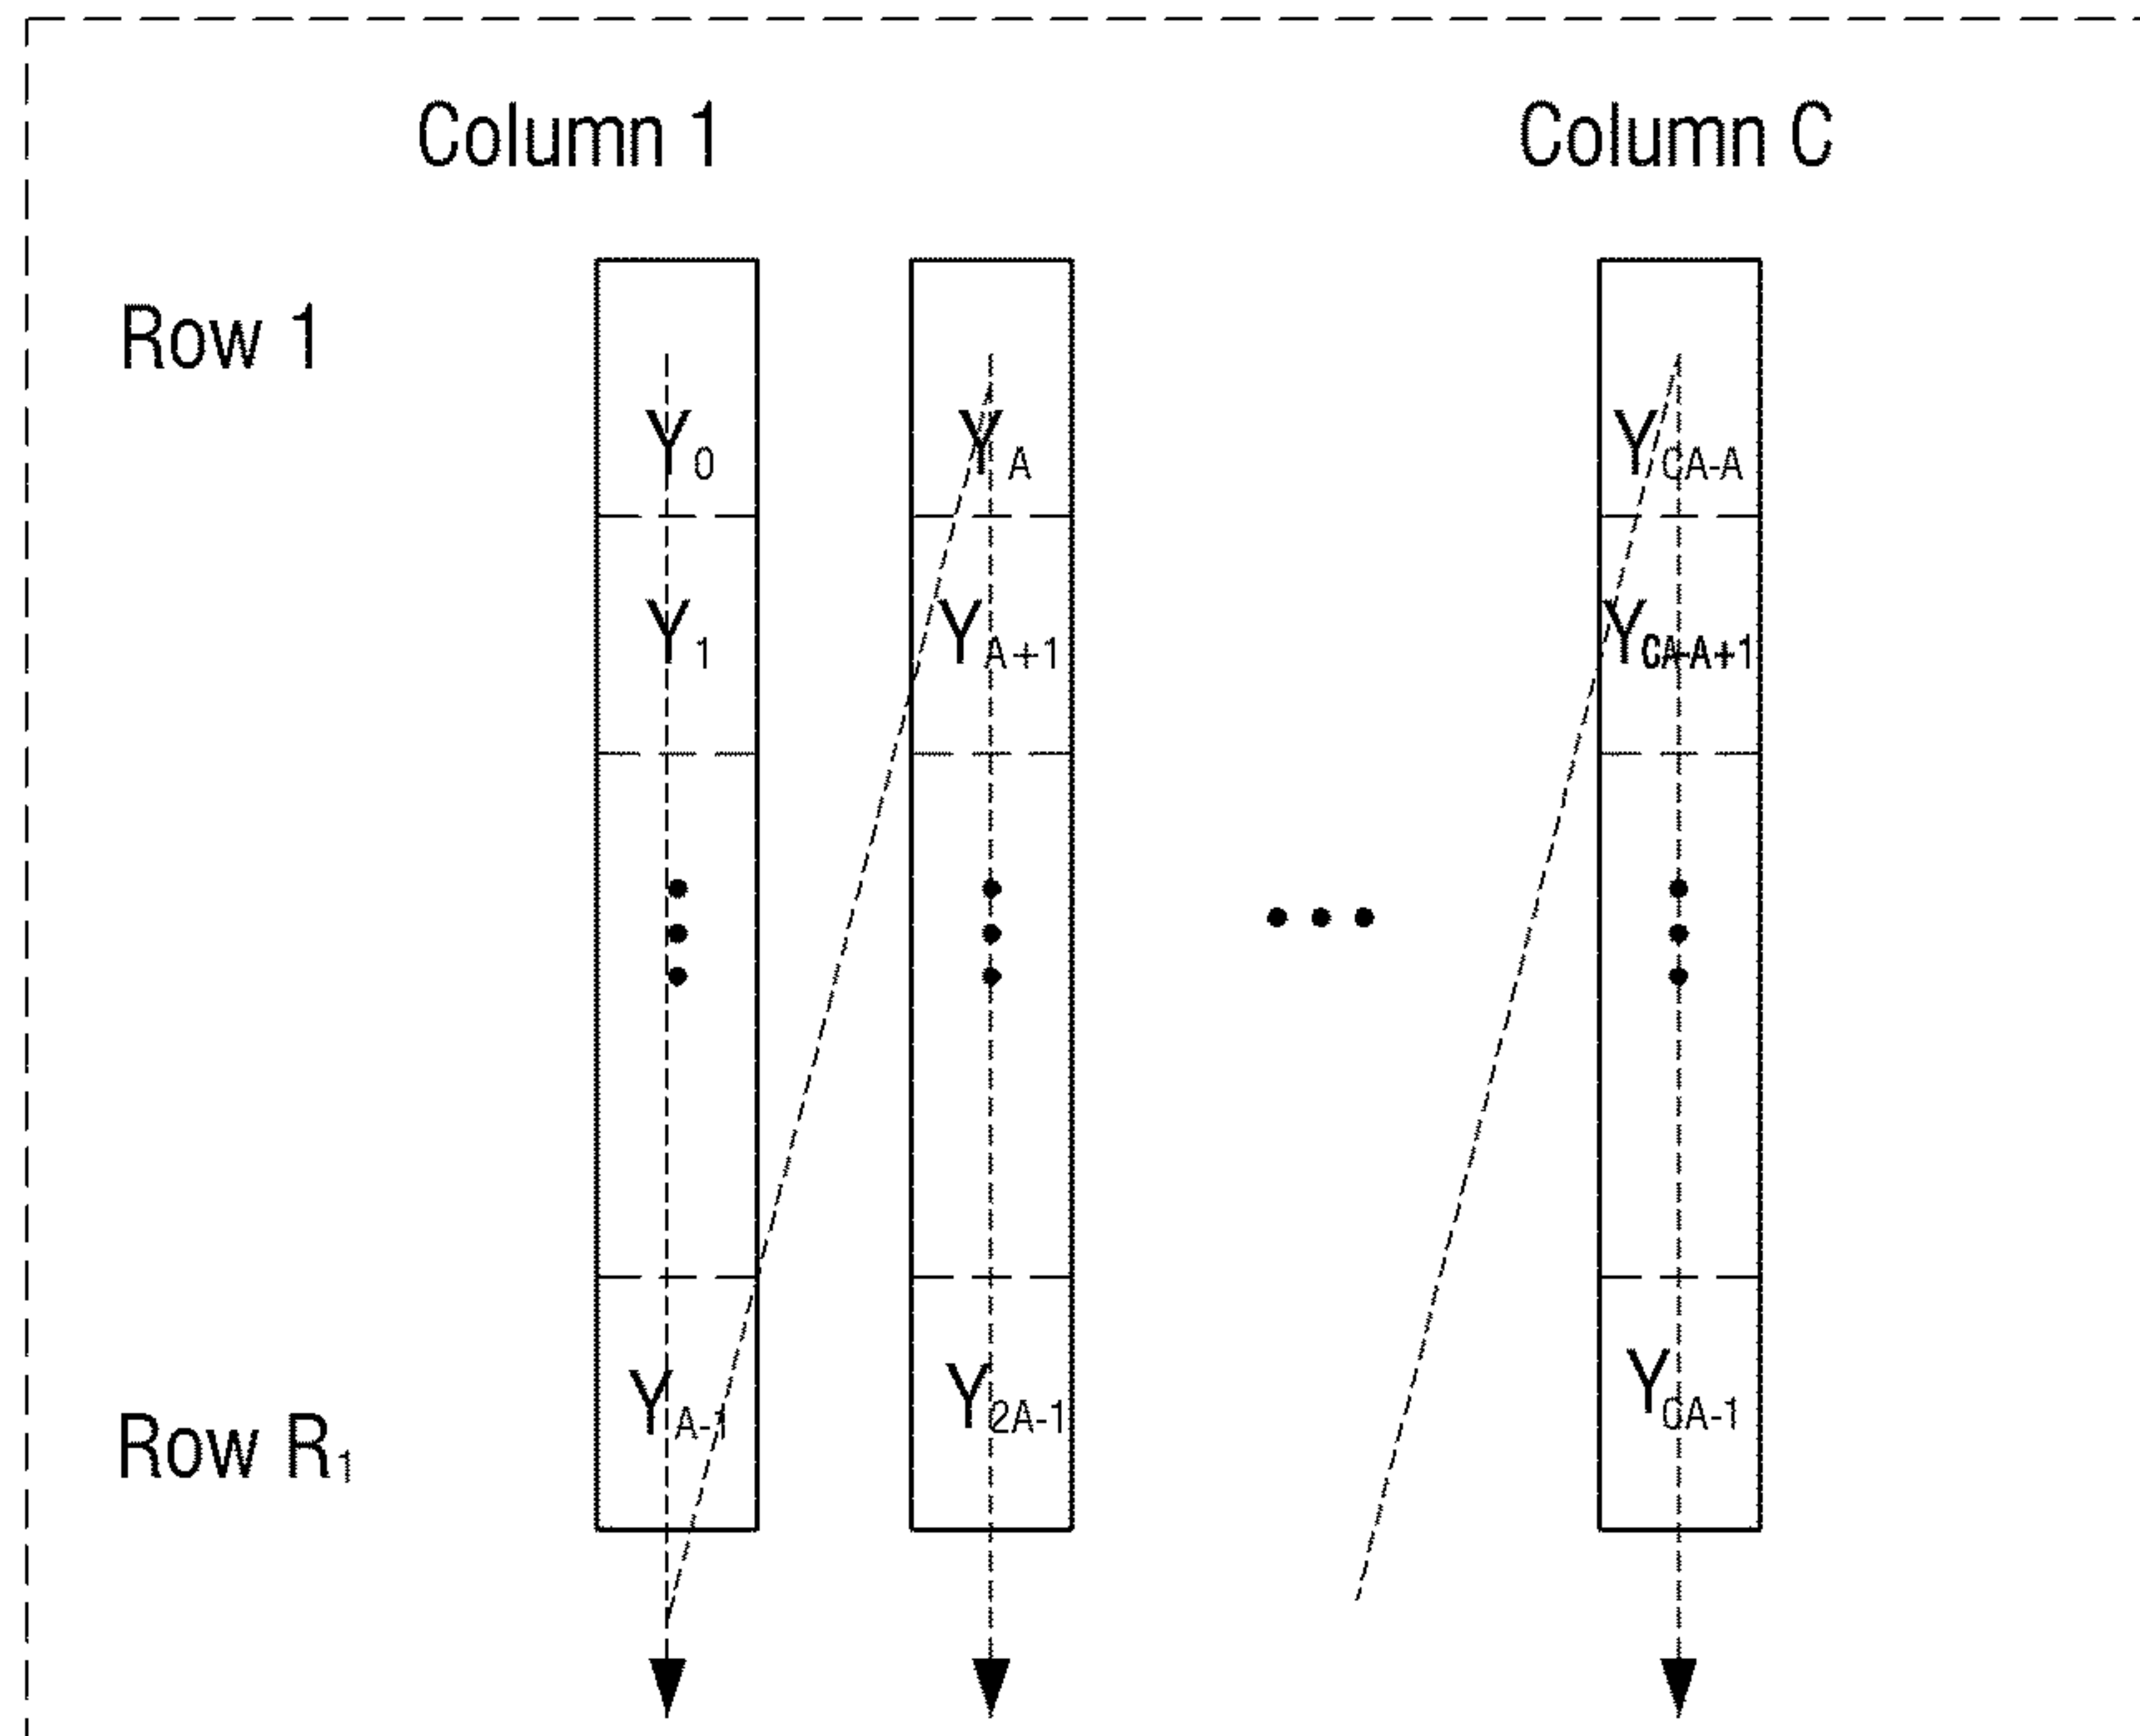 Column 1 Column C
Row 1
Y0 YA YCA-A
Y1 YA+1 YCA-A+1
Row R1 YA-1 Y2A-1 YCA-1